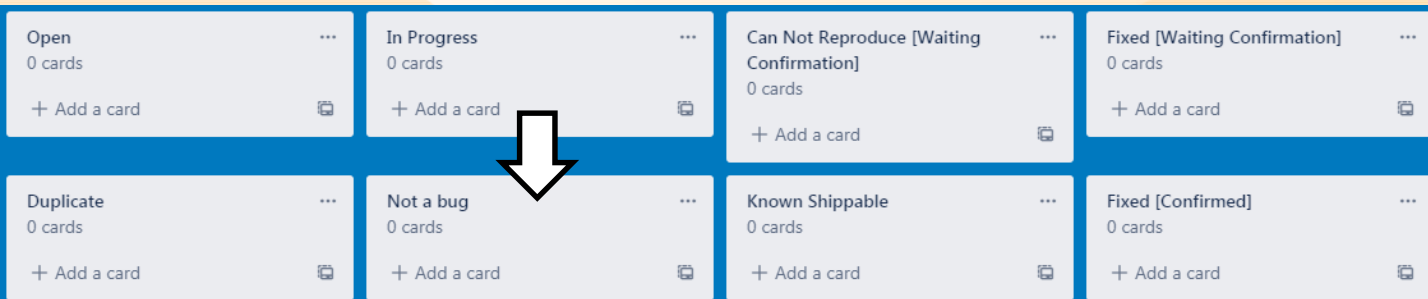 Open
0 cards
+ Add a card
In Progress
0 cards
+ Add a card
Can Not Reproduce [Waiting
Confirmation]
0 cards
+ Add a card
Fixed [Waiting Confirmation]
0 cards
+ Add a card
Duplicate
0 cards
+ Add a card
Not a bug
0 cards
+ Add a card
Known Shippable
0 cards
+ Add a card
Fixed [Confirmed]
0 cards
+ Add a card